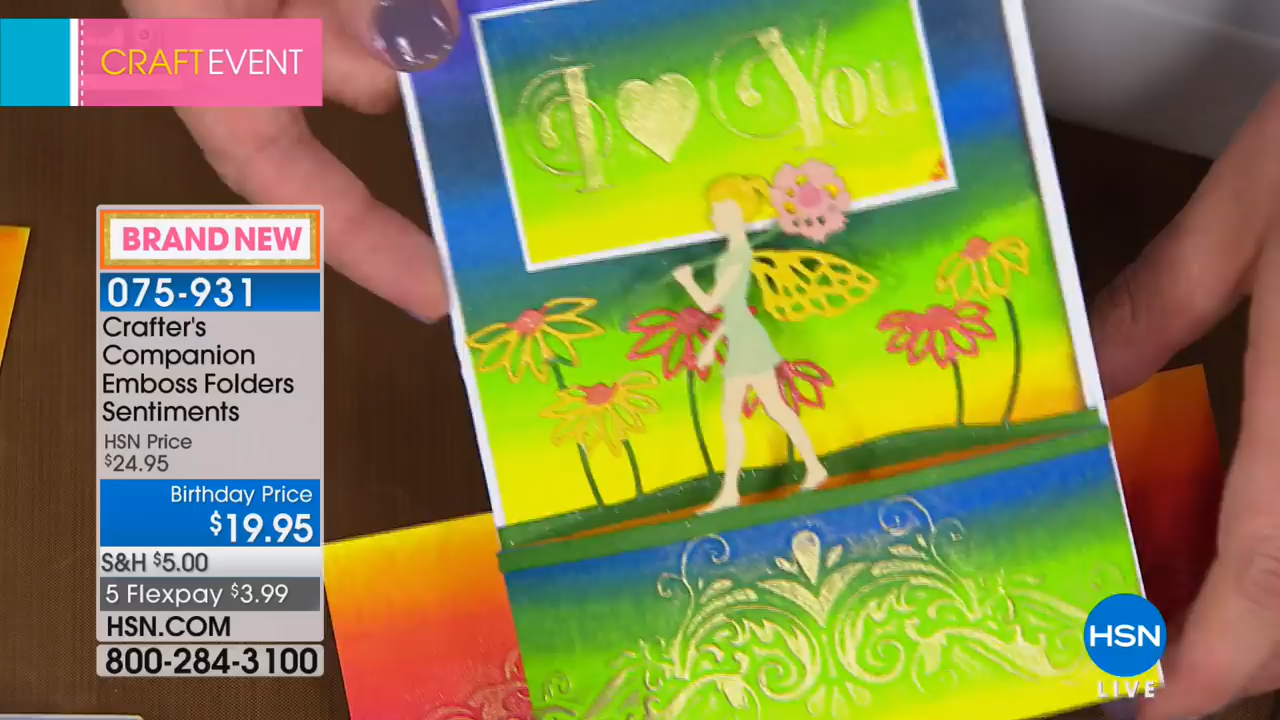 CRAFT EVENT
I You
BRAND NEW
075-931
Crafter's
Companion
Emboss Folders
Sentiments
HSN Price
$24.95
Birthday Price
$19.95
S&H $5.00
5 Flexpay $3.99
HSN.COM
800-284-3100
HSN
LIVE